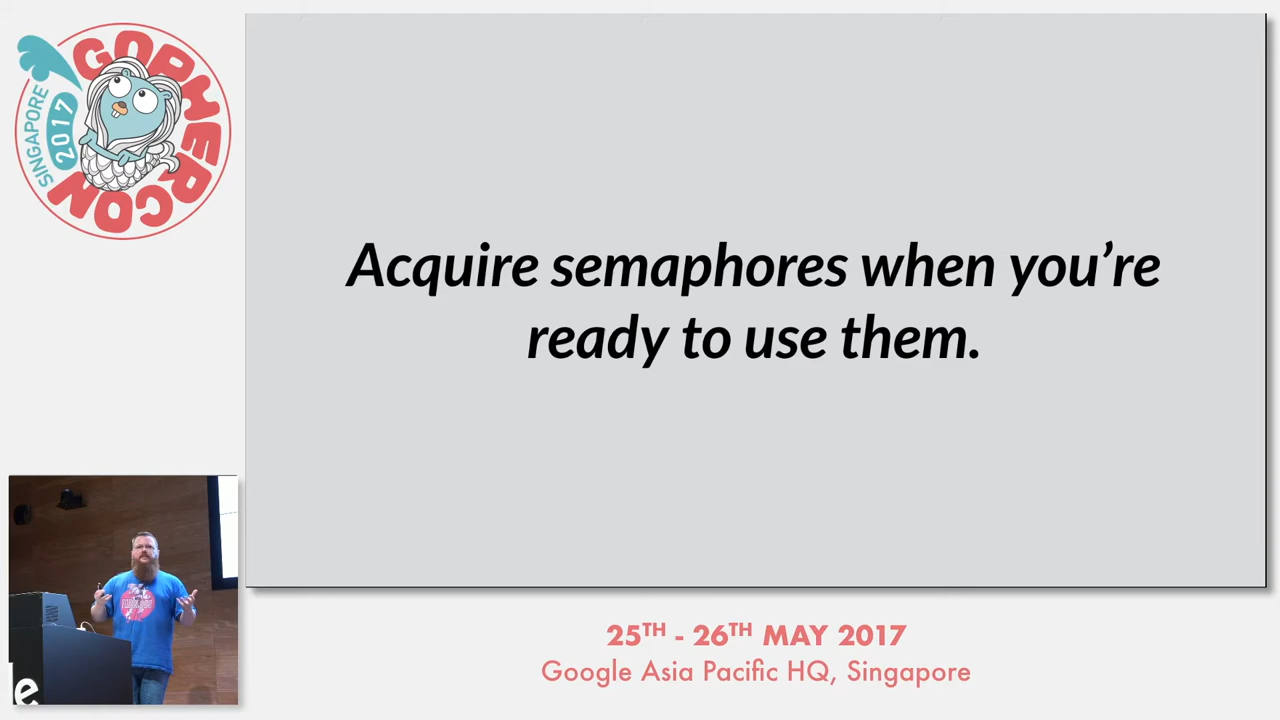 GOPHERCON
SINGAPORE
2017
Acquire semaphores when you’re
ready to use them.
25TH - 26TH MAY 2017
Google Asia Pacific HQ, Singapore
le